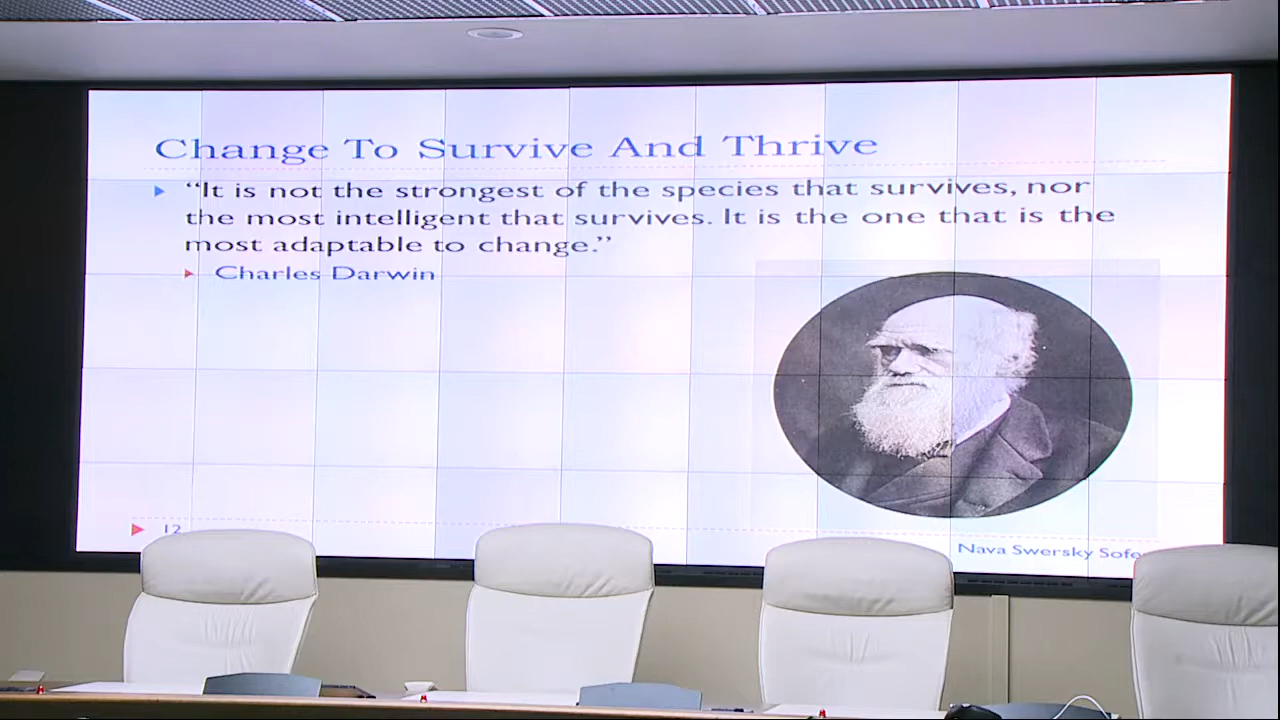 Change To Survive And Thrive
“It is not the strongest of the species that survives, nor
the most intelligent that survives. It is the one that is the
most adaptable to change.”
Charles Darwin
12
Nava Swersky